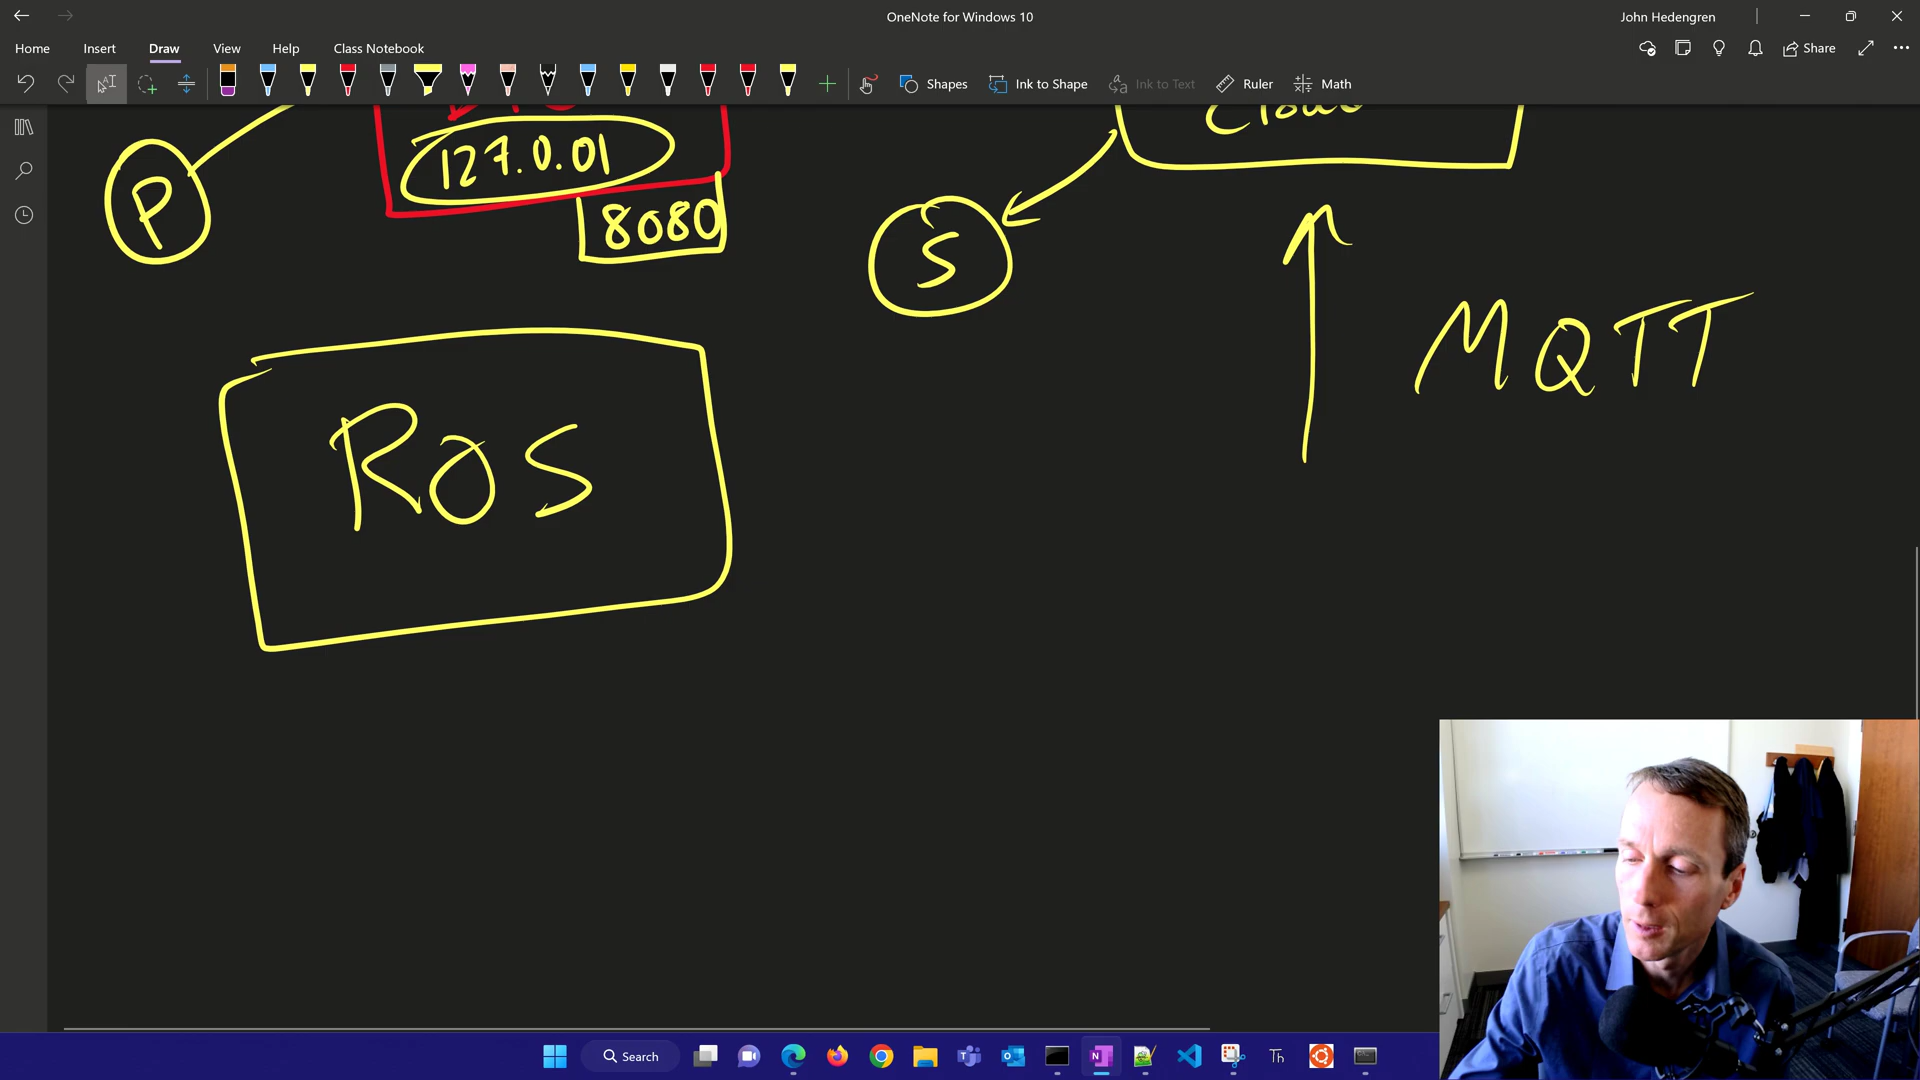 OneNote for Windows 10
John Hedengren
Home Insert Draw View Help Class Notebook
Share
Shapes Ink to Shape Ink to Text Ruler Math
Cloud
127.0.01
P
8080
S
MQTT
ROS
Search